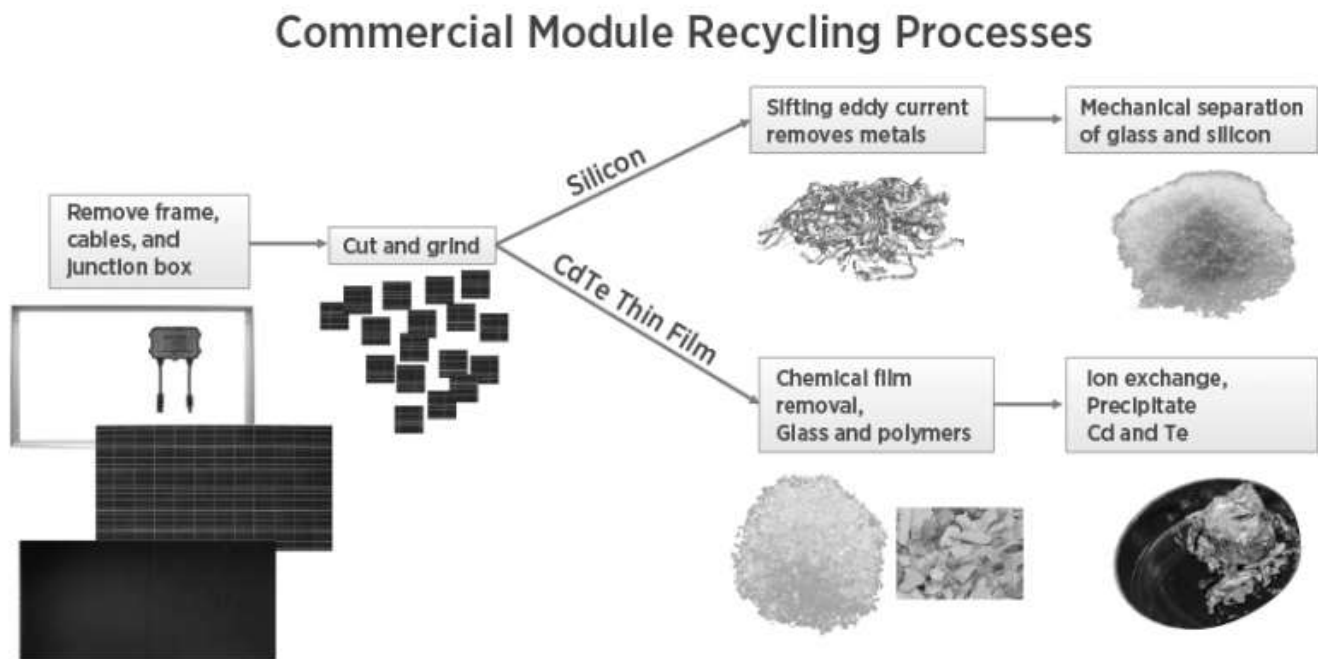 Commercial Module Recycling Processes
Remove frame,
cables, and
junction box
Cut and grind
Silicon
Sifting eddy current
removes metals
Mechanical separation
of glass and silicon
CdTe Thin Film
Chemical film
removal,
Glass and polymers
Ion exchange,
Precipitate
Cd and Te